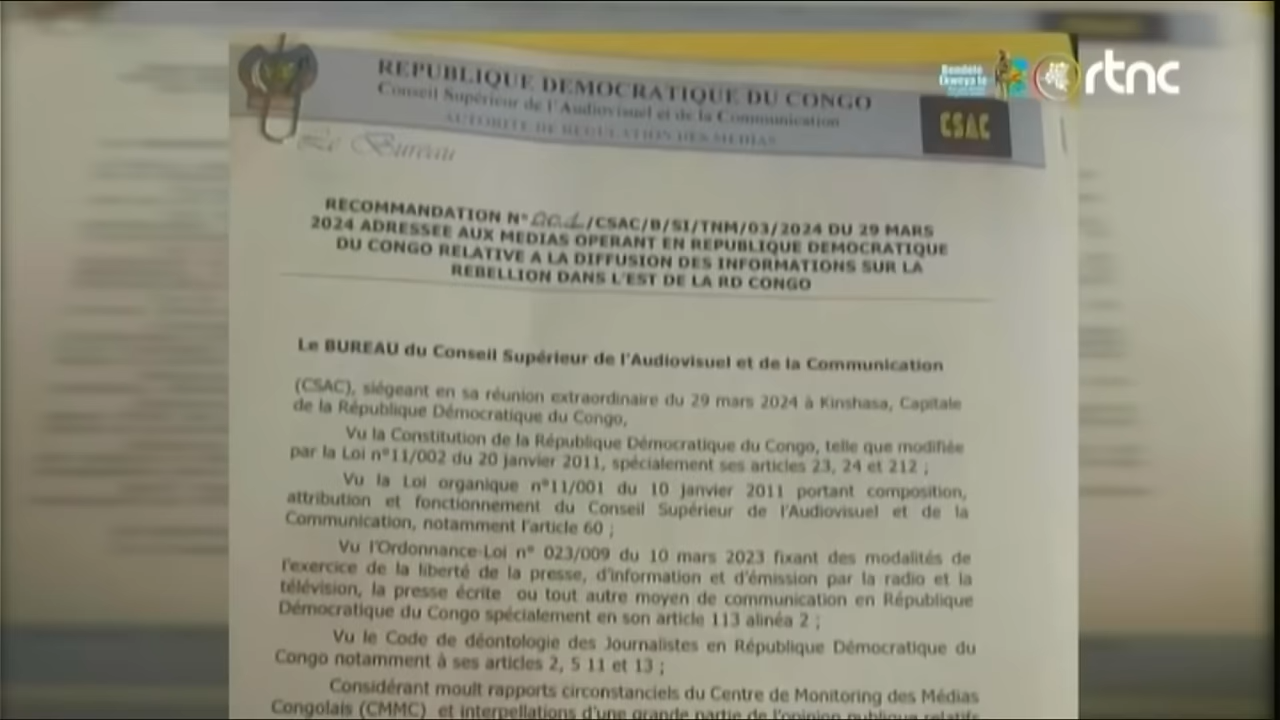 Bendele
Ekweya te
rtnc
REPUBLIQUE DEMOCRATIQUE DU CONGO
Conseil Supérieur de l'Audiovisuel et de la Communication
AUTORITE DE REGULATION DES MEDIAS
CSAC
Le Bureau
RECOMMANDATION N° 001/CSAC/B/SI/TNM/03/2024 DU 29 MARS
2024 ADRESSEE AUX MEDIAS OPERANT EN REPUBLIQUE DEMOCRATIQUE
DU CONGO RELATIVE A LA DIFFUSION DES INFORMATIONS SUR LA
REBELLION DANS L'EST DE LA RD CONGO
Le BUREAU du Conseil Supérieur de l'Audiovisuel et de la Communication
(CSAC), siégeant en sa réunion extraordinaire du 29 mars 2024 à Kinshasa, Capitale
de la République Démocratique du Congo,
Vu la Constitution de la République Démocratique du Congo, telle que modifiée
par la Loi n°11/002 du 20 janvier 2011, spécialement ses articles 23, 24 et 212 ;
Vu la Loi organique n°11/001 du 10 janvier 2011 portant composition,
attribution et fonctionnement du Conseil Supérieur de l'Audiovisuel et de la
Communication, notamment l'article 60 ;
Vu l'Ordonnance-Loi n° 023/009 du 10 mars 2023 fixant des modalités de
l'exercice de la liberté de la presse, d'information et d'émission par la radio et la
télévision, la presse écrite ou tout autre moyen de communication en République
Démocratique du Congo spécialement en son article 113 alinéa 2 ;
Vu le Code de déontologie des Journalistes en République Démocratique du
Congo notamment à ses articles 2, 5 11 et 13 ;
Considérant moult rapports circonstanciels du Centre de Monitoring des Médias
Congolais (CMMC) et interpellations d'une grande partie de l'opinion publique relatifs